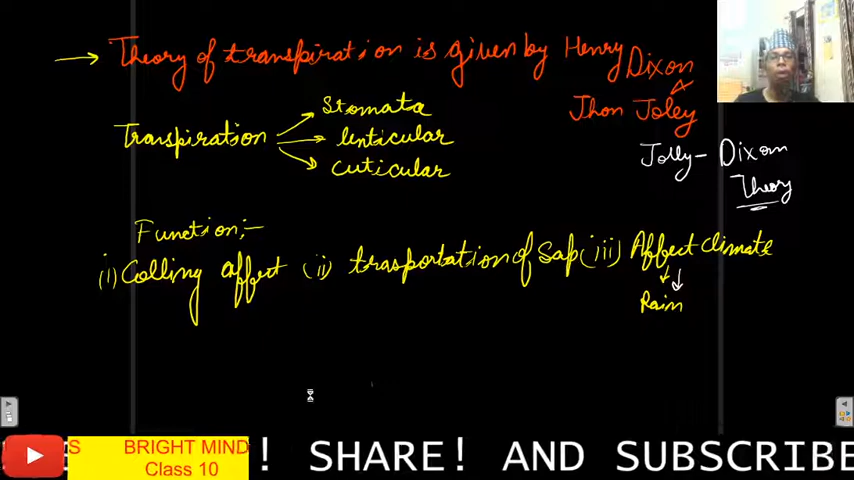 Theory of transpiration is given by Henry Dixon
&
Jhon Joley
Transpiration
Stomata
lenticular
cuticular
Jolly-Dixon
Theory
Function:-
(i) Colling affect (ii) trasportation of Sap (iii) Affect climate
Rain
S BRIGHT MIND
Class 10
! SHARE! AND SUBSCRIBE